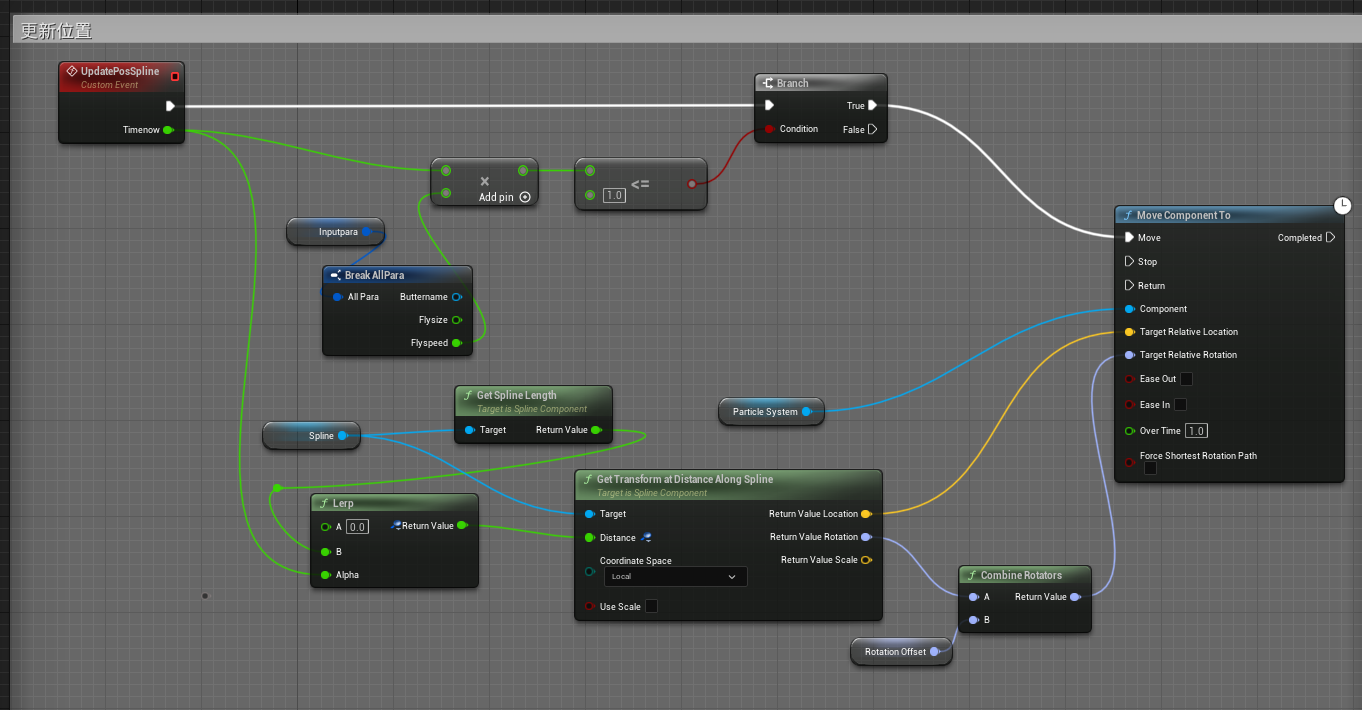 更新位置
UpdatePosSpline
Custom Event
Timenow
Branch
True
Condition
False
Add pin
1.0
<=
Inputpara
Break AllPara
All Para
Buttername
Flysize
Flyspeed
Move Component To
Move
Completed
Stop
Return
Component
Target Relative Location
Target Relative Rotation
Ease Out
Ease In
Over Time 1.0
Force Shortest Rotation Path
Get Spline Length
Target is Spline Component
Target
Return Value
Spline
Particle System
Lerp
A 0.0
Return Value
B
Alpha
Get Transform at Distance Along Spline
Target is Spline Component
Target
Return Value Location
Distance
Return Value Rotation
Coordinate Space
Local
Return Value Scale
Use Scale
Combine Rotators
A
Return Value
B
Rotation Offset